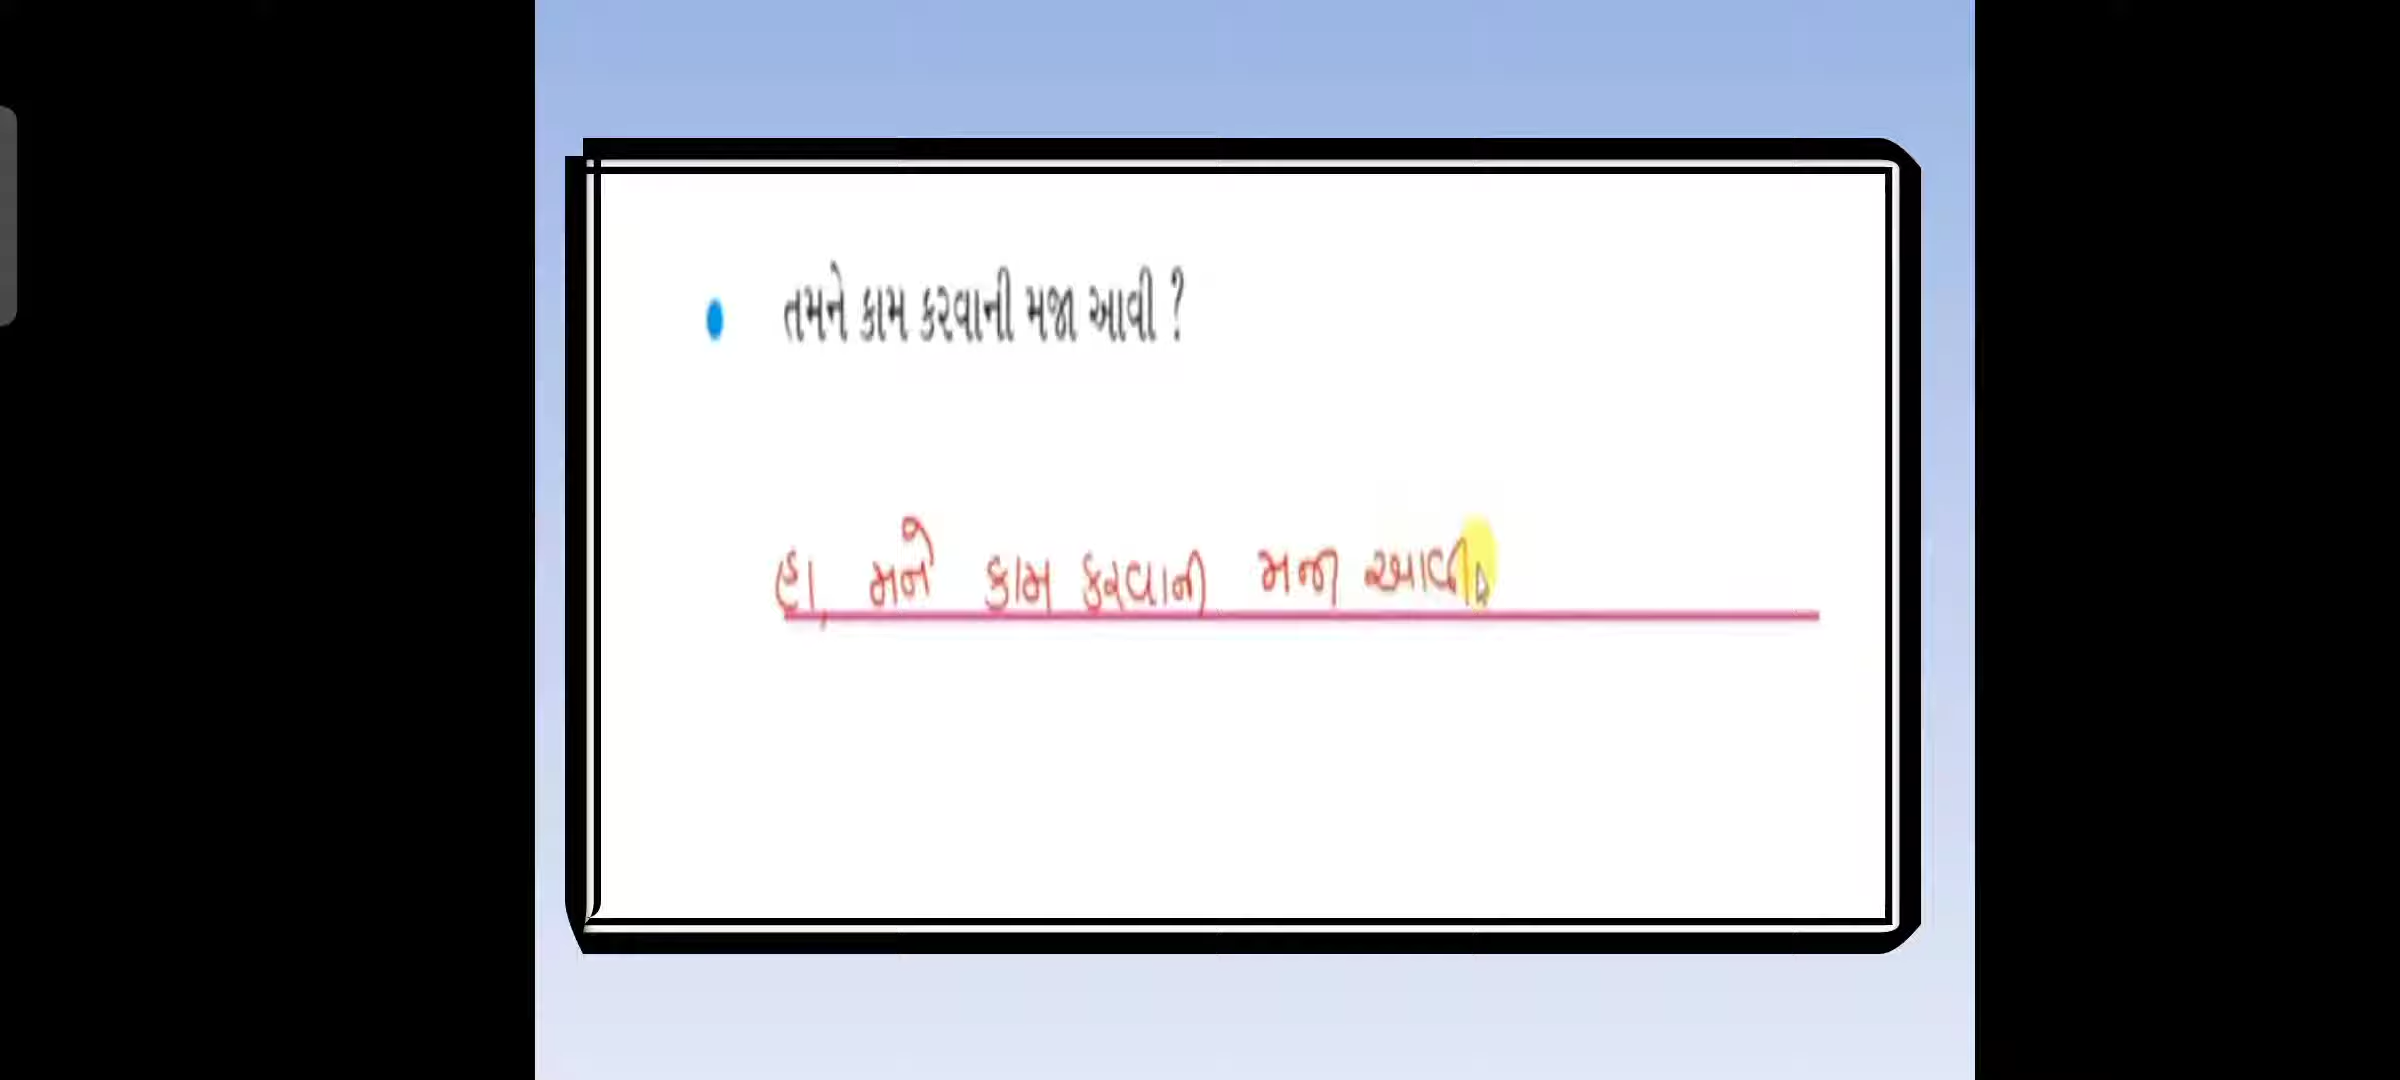 • તમને કામ કરવાની મજા આવી ?
હા, મને કામ કરવાની મજા આવી